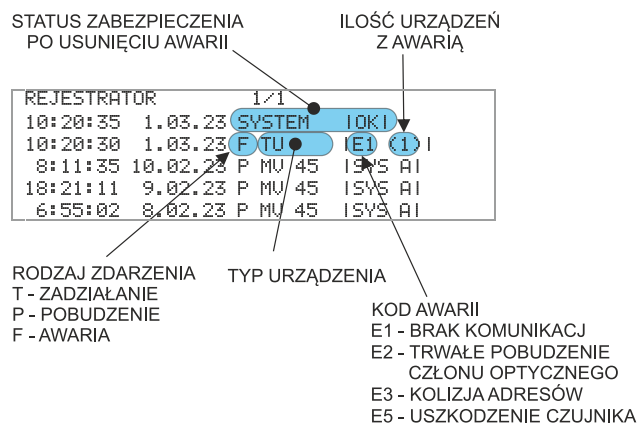 STATUS ZABEZPIECZENIA
PO USUNIĘCIU AWARII
ILOŚĆ URZĄDZEŃ
Z AWARIĄ
REJESTRATOR 1/1
10:20:35 1.03.23 SYSTEM |OK|
10:20:30 1.03.23 F TU |E1 (1)|
8:11:35 10.02.23 P MV 45 |SYS A|
18:21:11 9.02.23 P MV 45 |SYS A|
6:55:02 8.02.23 P MV 45 |SYS A|
RODZAJ ZDARZENIA
T - ZADZIAŁANIE
P - POBUDZENIE
F - AWARIA
TYP URZĄDZENIA
KOD AWARII
E1 - BRAK KOMUNIKACJ
E2 - TRWAŁE POBUDZENIE
CZŁONU OPTYCZNEGO
E3 - KOLIZJA ADRESÓW
E5 - USZKODZENIE CZUJNIKA